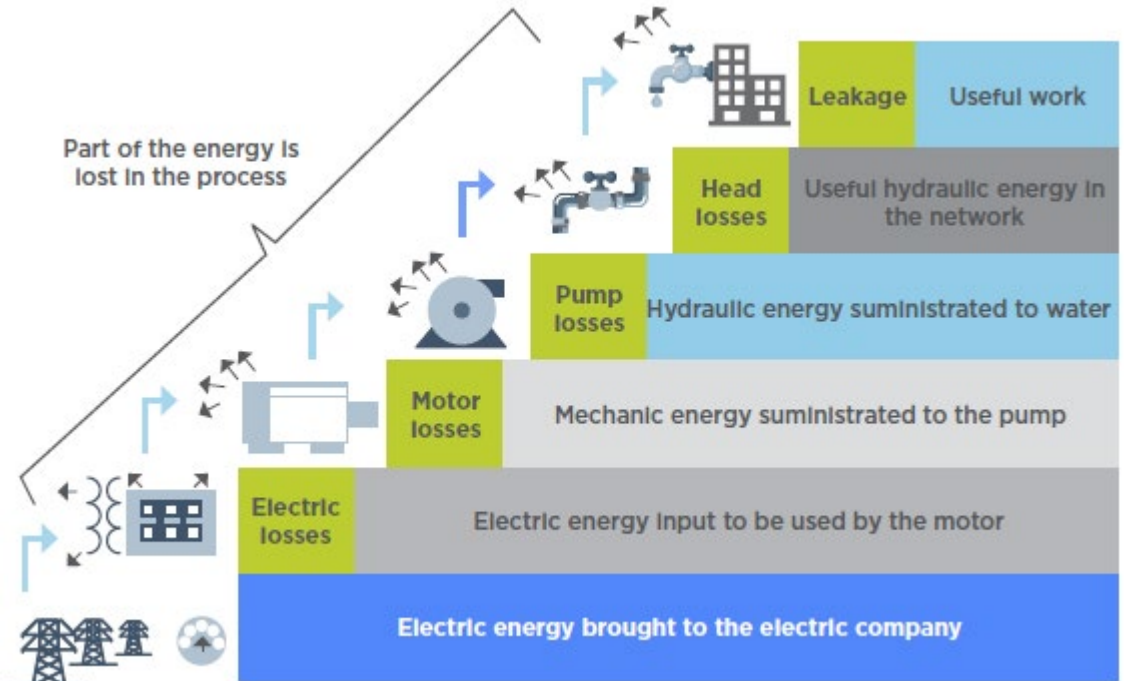 Leakage
Useful work
Part of the energy is
lost in the process
Head
losses
Useful hydraulic energy in
the network
Pump
losses
Hydraulic energy suministrated to water
Motor
losses
Mechanic energy suministrated to the pump
Electric
losses
Electric energy input to be used by the motor
Electric energy brought to the electric company